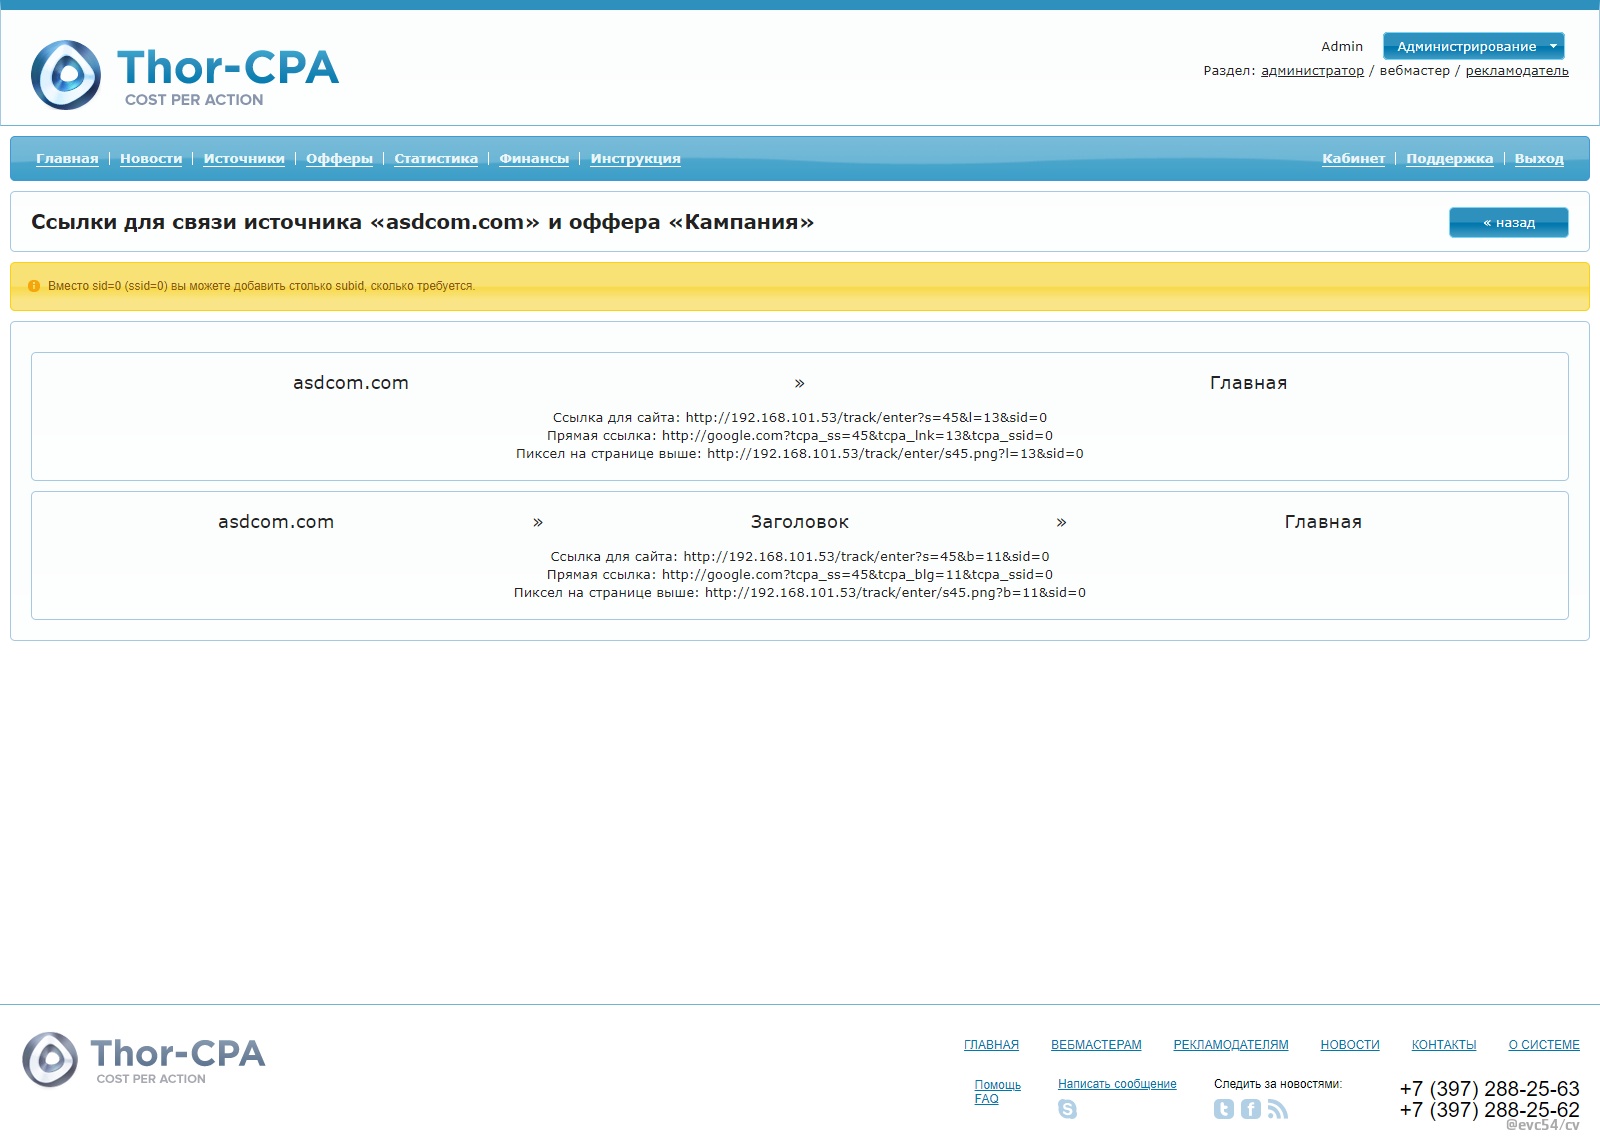 Thor-CPA
COST PER ACTION
Admin
Администрирование
Раздел: администратор / вебмастер / рекламодатель
Главная
Новости
Источники
Офферы
Статистика
Финансы
Инструкция
Кабинет
Поддержка
Выход
Ссылки для связи источника «asdcom.com» и оффера «Кампания»
« назад
Вместо sid=0 (ssid=0) вы можете добавить столько subid, сколько требуется.
asdcom.com » Главная
Ссылка для сайта: http://192.168.101.53/track/enter?s=45&l=13&sid=0
Прямая ссылка: http://google.com?tcpa_ss=45&tcpa_lnk=13&tcpa_ssid=0
Пиксел на странице выше: http://192.168.101.53/track/enter/s45.png?l=13&sid=0
asdcom.com » Заголовок » Главная
Ссылка для сайта: http://192.168.101.53/track/enter?s=45&b=11&sid=0
Прямая ссылка: http://google.com?tcpa_ss=45&tcpa_blg=11&tcpa_ssid=0
Пиксел на странице выше: http://192.168.101.53/track/enter/s45.png?b=11&sid=0
Thor-CPA
COST PER ACTION
ГЛАВНАЯ
ВЕБМАСТЕРАМ
РЕКЛАМОДАТЕЛЯМ
НОВОСТИ
КОНТАКТЫ
О СИСТЕМЕ
Помощь
FAQ
Написать сообщение
Следить за новостями:
+7 (397) 288-25-63
+7 (397) 288-25-62
@evc54/cv